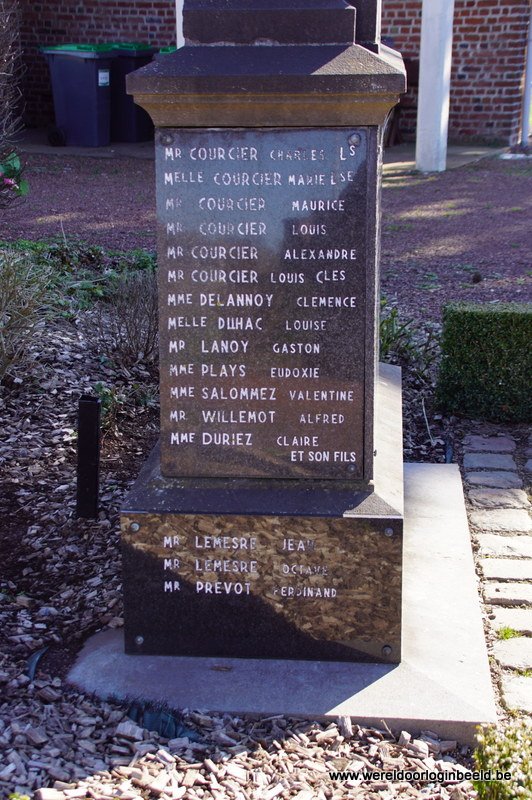 MR COURCIER CHARLES LS
MELLE COURCIER MARIE LSE
MR COURCIER MAURICE
MR COURCIER LOUIS
MR COURCIER ALEXANDRE
MR COURCIER LOUIS CLES
MME DELANNOY CLEMENCE
MELLE LOUISE
MR LANOY GASTON
MME PLAYS EUDOXIE
MME SALOMMEZ VALENTINE
MR WILLEMOT ALFRED
MME DURIEZ CLAIRE
ET SON FILS
MR LEMESRE JEAN
MR LEMESRE OCTAVE
MR PREVOT FERDINAND
www.wereldoorloginbeeld.be